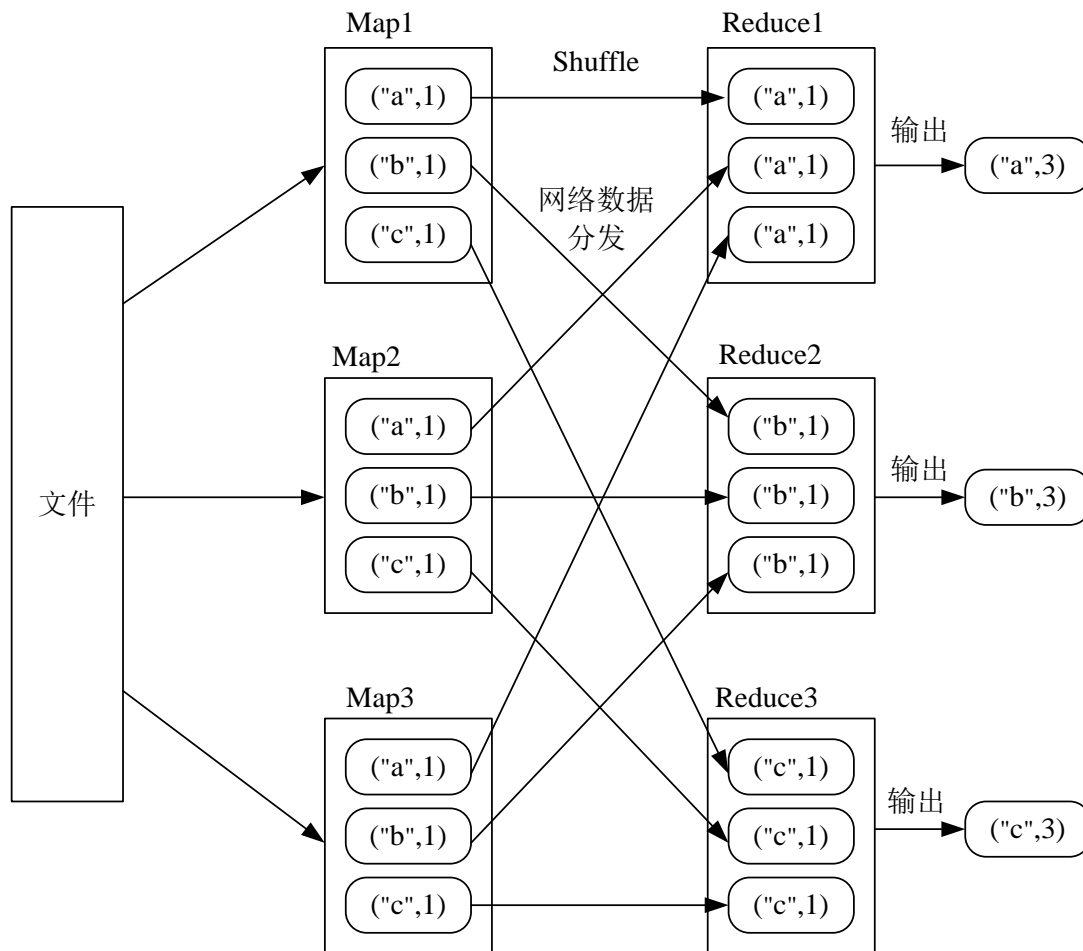 Map1
("a",1)
("b",1)
("c",1)
Shuffle
网络数据
分发
Reduce1
("a",1)
("a",1)
("a",1)
输出
("a",3)
文件
Map2
("a",1)
("b",1)
("c",1)
Reduce2
("b",1)
("b",1)
("b",1)
输出
("b",3)
Map3
("a",1)
("b",1)
("c",1)
Reduce3
("c",1)
("c",1)
("c",1)
输出
("c",3)